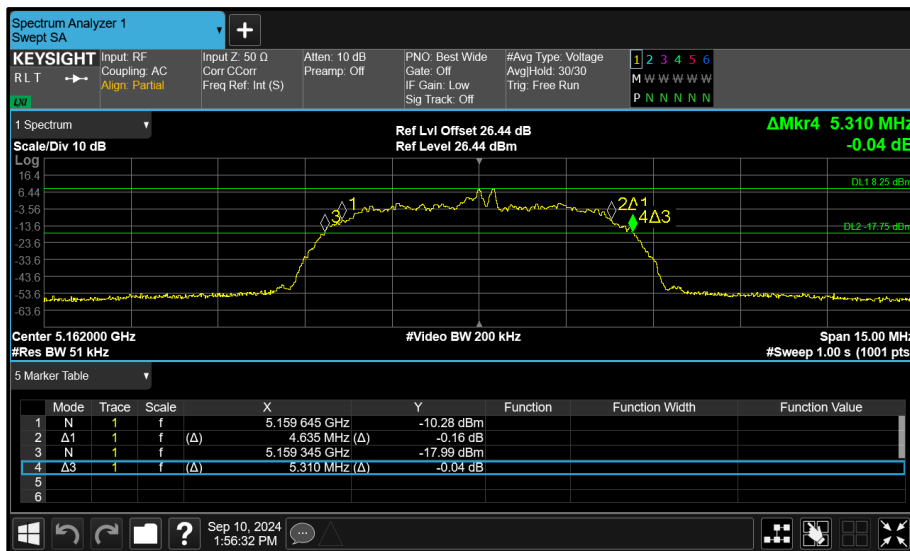 Spectrum Analyzer 1
Swept SA
KEYSIGHT
R L T
LXI
Input: RF
Coupling: AC
Align: Partial
Input Z: 50 Ω
Corr CCorr
Freq Ref: Int (S)
Atten: 10 dB
Preamp: Off
PNO: Best Wide
Gate: Off
IF Gain: Low
Sig Track: Off
#Avg Type: Voltage
Avg|Hold: 30/30
Trig: Free Run
1 2 3 4 5 6
M W W W W W
P N N N N N
1 Spectrum
Scale/Div 10 dB
Ref Lvl Offset 26.44 dB
Ref Level 26.44 dBm
ΔMkr4 5.310 MHz
-0.04 dB
Log
16.4
6.44
-3.56
-13.6
-23.6
-33.6
-43.6
-53.6
-63.6
DL1 8.25 dBm
3 1 2Δ1
4Δ3
DL2 -17.75 dBm
Center 5.162000 GHz #Video BW 200 kHz Span 15.00 MHz
#Res BW 51 kHz #Sweep 1.00 s (1001 pts
5 Marker Table
Mode Trace Scale X Y Function Function Width Function Value
1 N 1 f 5.159 645 GHz -10.28 dBm
2 Δ1 1 f (Δ) 4.635 MHz (Δ) -0.16 dB
3 N 1 f 5.159 345 GHz -17.99 dBm
4 Δ3 1 f (Δ) 5.310 MHz (Δ) -0.04 dB
5
6
?
Sep 10, 2024
1:56:32 PM